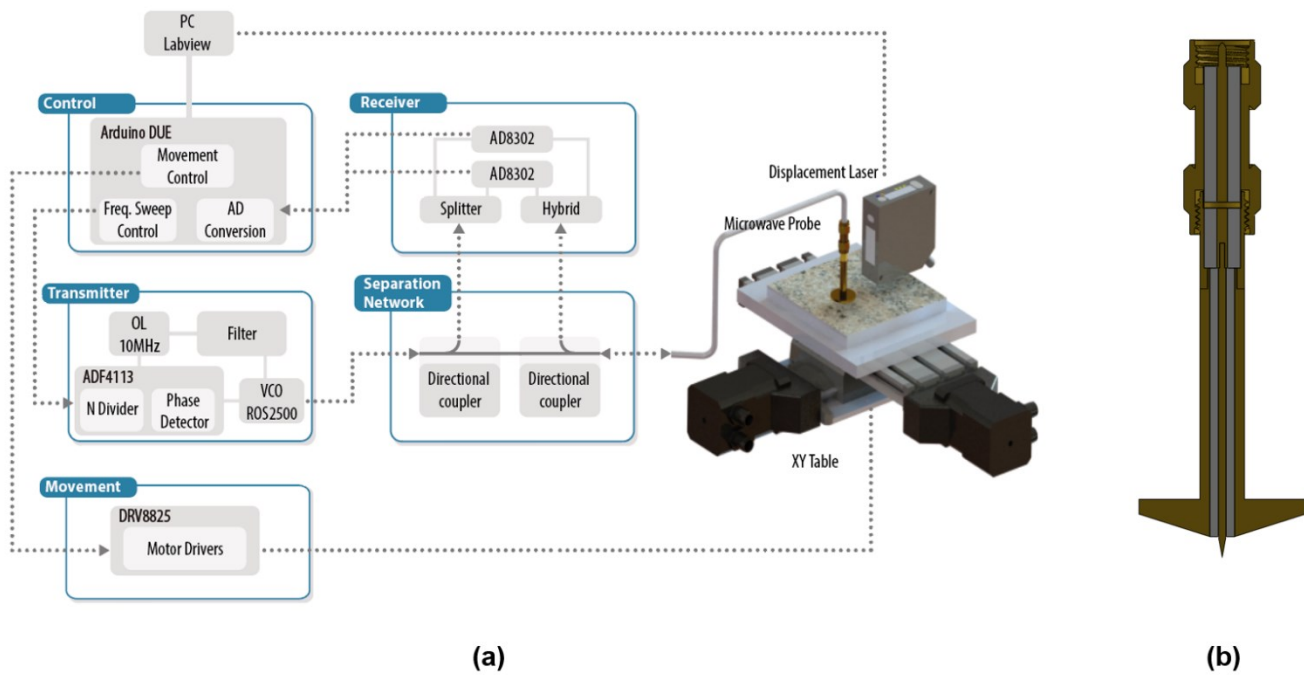 PC
Labview
Control
Arduino DUE
Movement
Control
Freq. Sweep
Control
AD
Conversion
Receiver
AD8302
AD8302
Splitter
Hybrid
Displacement Laser
Microwave Probe
Transmitter
OL
10MHz
Filter
ADF4113
N Divider
Phase
Detector
VCO
ROS2500
Separation
Network
Directional
coupler
Directional
coupler
XY Table
Movement
DRV8825
Motor Drivers
(a)
(b)